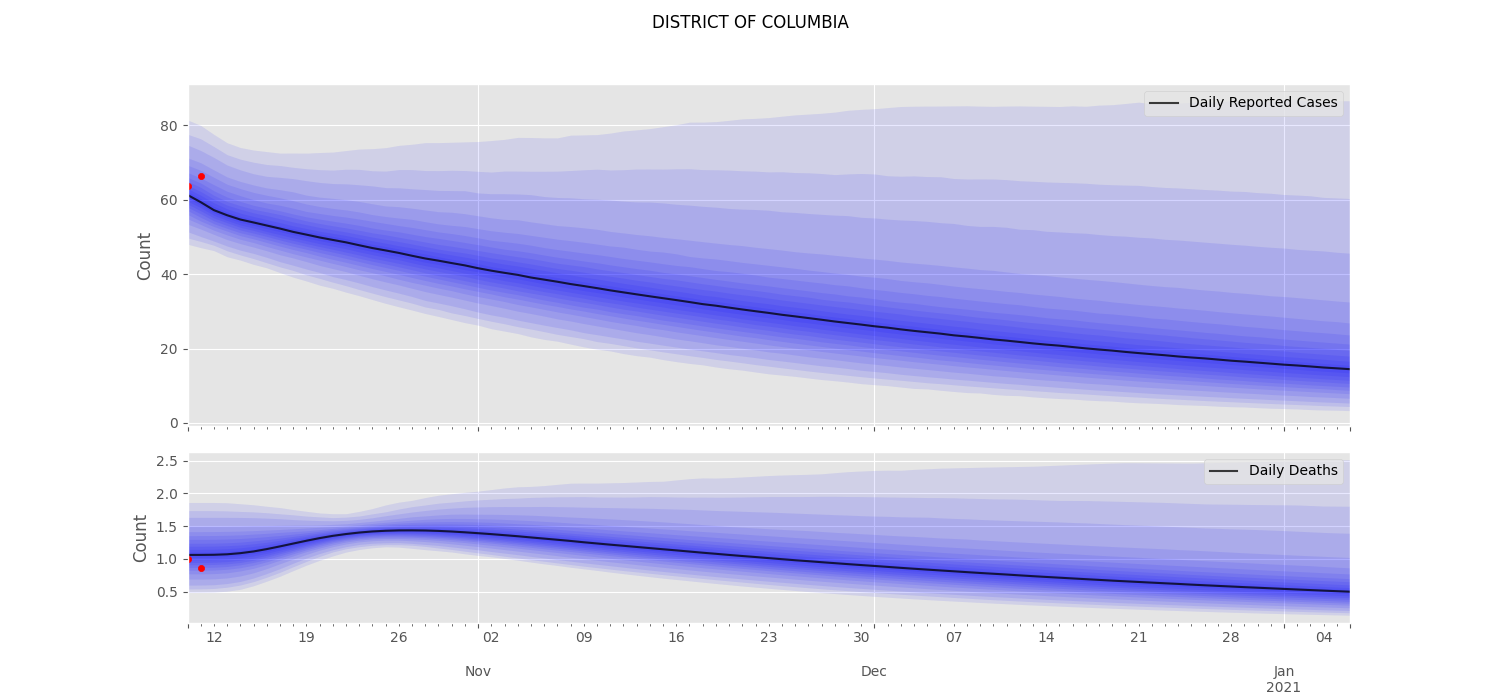 DISTRICT OF COLUMBIA
Daily Reported Cases
80
60
40
20
0
Count
Daily Deaths
2.5
2.0
1.5
1.0
0.5
Count
12 19 26 02 09 16 23 30 07 14 21 28 04
Nov Dec Jan
2021